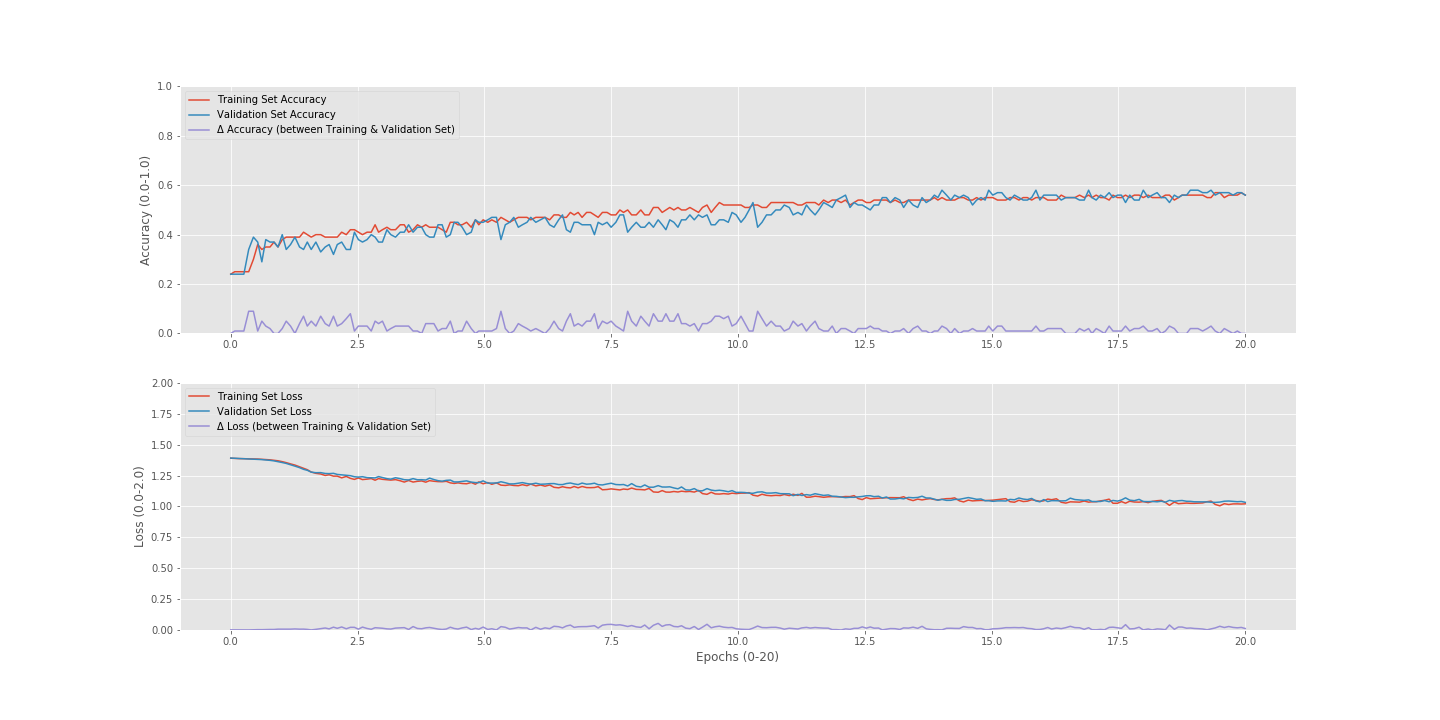 1.0
0.8
0.6
0.4
0.2
0.0
Accuracy (0.0-1.0)
Training Set Accuracy
Validation Set Accuracy
Δ Accuracy (between Training & Validation Set)
0.0 2.5 5.0 7.5 10.0 12.5 15.0 17.5 20.0
2.00
1.75
1.50
1.25
1.00
0.75
0.50
0.25
0.00
Loss (0.0-2.0)
Training Set Loss
Validation Set Loss
Δ Loss (between Training & Validation Set)
0.0 2.5 5.0 7.5 10.0 12.5 15.0 17.5 20.0
Epochs (0-20)